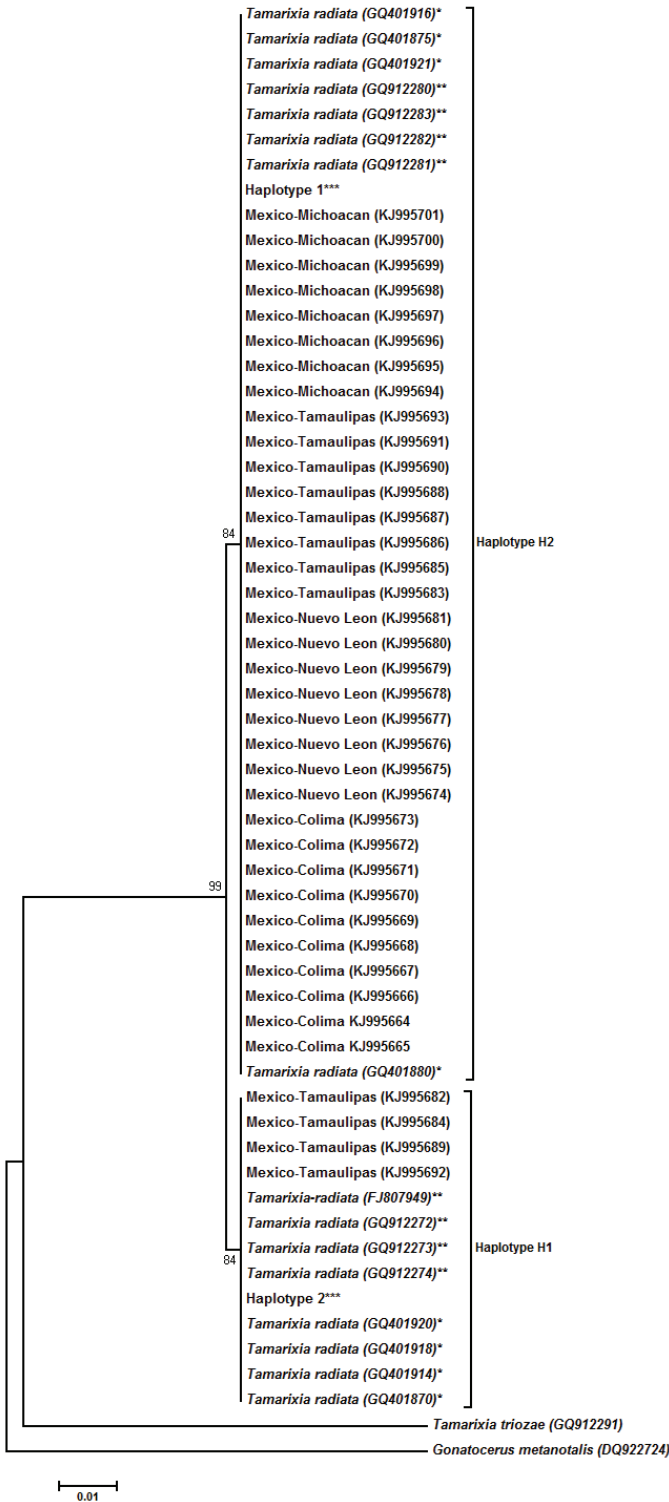 Tamarixia radiata (GQ401916)*
Tamarixia radiata (GQ401875)*
Tamarixia radiata (GQ401921)*
Tamarixia radiata (GQ912280)**
Tamarixia radiata (GQ912283)**
Tamarixia radiata (GQ912282)**
Tamarixia radiata (GQ912281)**
Haplotype 1***
Mexico-Michoacan (KJ995701)
Mexico-Michoacan (KJ995700)
Mexico-Michoacan (KJ995699)
Mexico-Michoacan (KJ995698)
Mexico-Michoacan (KJ995697)
Mexico-Michoacan (KJ995696)
Mexico-Michoacan (KJ995695)
Mexico-Michoacan (KJ995694)
Mexico-Tamaulipas (KJ995693)
Mexico-Tamaulipas (KJ995691)
Mexico-Tamaulipas (KJ995690)
Mexico-Tamaulipas (KJ995688)
Mexico-Tamaulipas (KJ995687)
84
Mexico-Tamaulipas (KJ995686)
Haplotype H2
Mexico-Tamaulipas (KJ995685)
Mexico-Tamaulipas (KJ995683)
Mexico-Nuevo Leon (KJ995681)
Mexico-Nuevo Leon (KJ995680)
Mexico-Nuevo Leon (KJ995679)
Mexico-Nuevo Leon (KJ995678)
Mexico-Nuevo Leon (KJ995677)
Mexico-Nuevo Leon (KJ995676)
Mexico-Nuevo Leon (KJ995675)
Mexico-Nuevo Leon (KJ995674)
Mexico-Colima (KJ995673)
Mexico-Colima (KJ995672)
Mexico-Colima (KJ995671)
99
Mexico-Colima (KJ995670)
Mexico-Colima (KJ995669)
Mexico-Colima (KJ995668)
Mexico-Colima (KJ995667)
Mexico-Colima (KJ995666)
Mexico-Colima KJ995664
Mexico-Colima KJ995665
Tamarixia radiata (GQ401880)*
Mexico-Tamaulipas (KJ995682)
Mexico-Tamaulipas (KJ995684)
Mexico-Tamaulipas (KJ995689)
Mexico-Tamaulipas (KJ995692)
Tamarixia-radiata (FJ807949)**
Tamarixia radiata (GQ912272)**
Tamarixia radiata (GQ912273)**
Haplotype H1
84
Tamarixia radiata (GQ912274)**
Haplotype 2***
Tamarixia radiata (GQ401920)*
Tamarixia radiata (GQ401918)*
Tamarixia radiata (GQ401914)*
Tamarixia radiata (GQ401870)*
Tamarixia triozae (GQ912291)
Gonatocerus metanotalis (DQ922724)
0.01